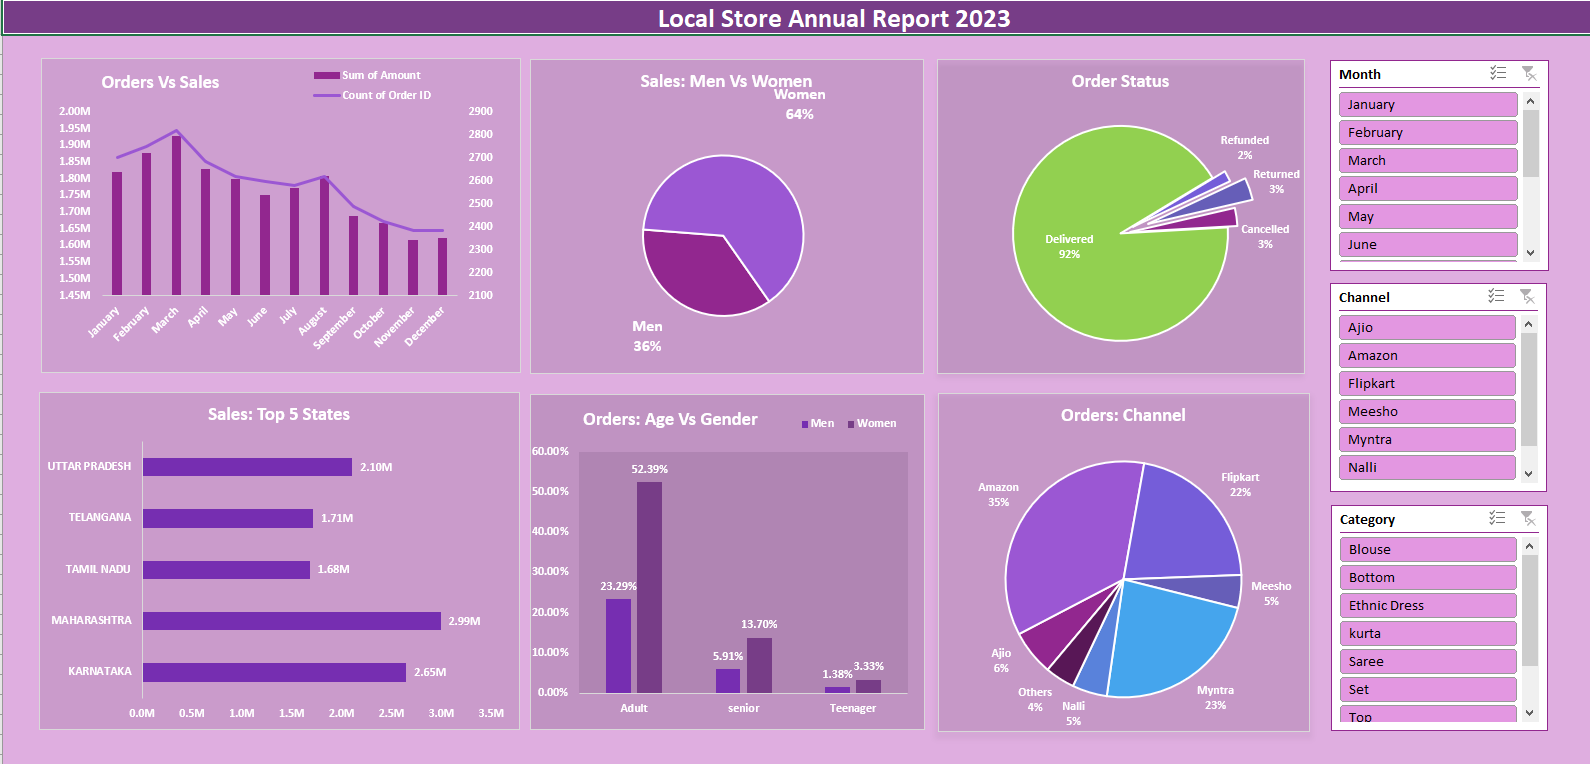 Local Store Annual Report 2023
Orders Vs Sales
Sum of Amount
Count of Order ID
2.00M
1.95M
1.90M
1.85M
1.80M
1.75M
1.70M
1.65M
1.60M
1.55M
1.50M
1.45M
2900
2800
2700
2600
2500
2400
2300
2200
2100
January
February
March
April
May
June
July
August
September
October
November
December
Sales: Men Vs Women
Women
64%
Men
36%
Order Status
Refunded
2%
Returned
3%
Cancelled
3%
Delivered
92%
Month
January
February
March
April
May
June
Channel
Ajio
Amazon
Flipkart
Meesho
Myntra
Nalli
Sales: Top 5 States
UTTAR PRADESH
2.10M
TELANGANA
1.71M
TAMIL NADU
1.68M
MAHARASHTRA
2.99M
KARNATAKA
2.65M
0.0M 0.5M 1.0M 1.5M 2.0M 2.5M 3.0M 3.5M
Orders: Age Vs Gender
Men Women
60.00%
50.00%
40.00%
30.00%
20.00%
10.00%
0.00%
52.39%
23.29%
13.70%
5.91%
3.33%
1.38%
Adult senior Teenager
Orders: Channel
Amazon
35%
Flipkart
22%
Meesho
5%
Myntra
23%
Nalli
5%
Others
4%
Ajio
6%
Category
Blouse
Bottom
Ethnic Dress
kurta
Saree
Set
Top